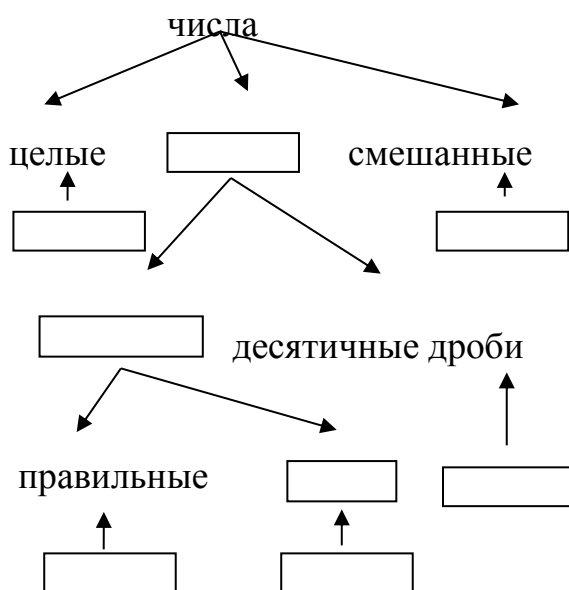 числа
целые смешанные
десятичные дроби
правильные